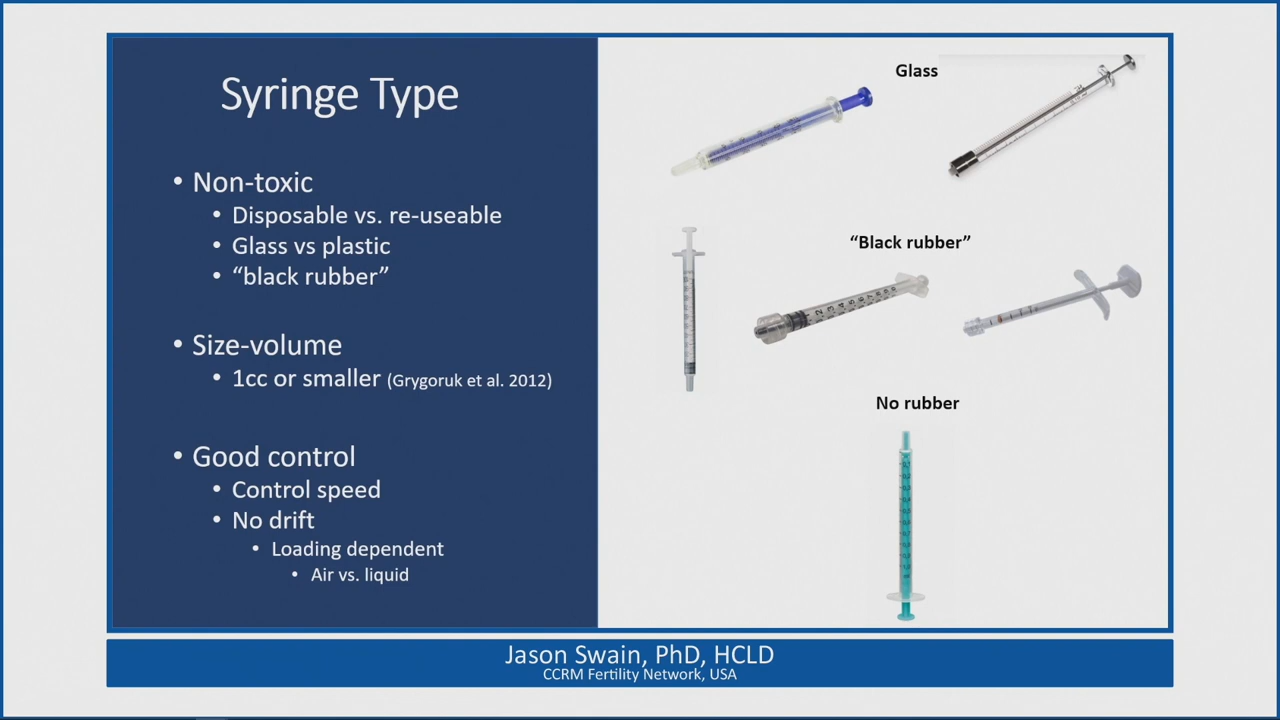 Syringe Type
• Non-toxic
• Disposable vs. re-useable
• Glass vs plastic
• “black rubber”
• Size-volume
• 1cc or smaller (Grygoruk et al. 2012)
• Good control
• Control speed
• No drift
• Loading dependent
• Air vs. liquid
Glass
“Black rubber”
No rubber
Jason Swain, PhD, HCLD
CCRM Fertility Network, USA